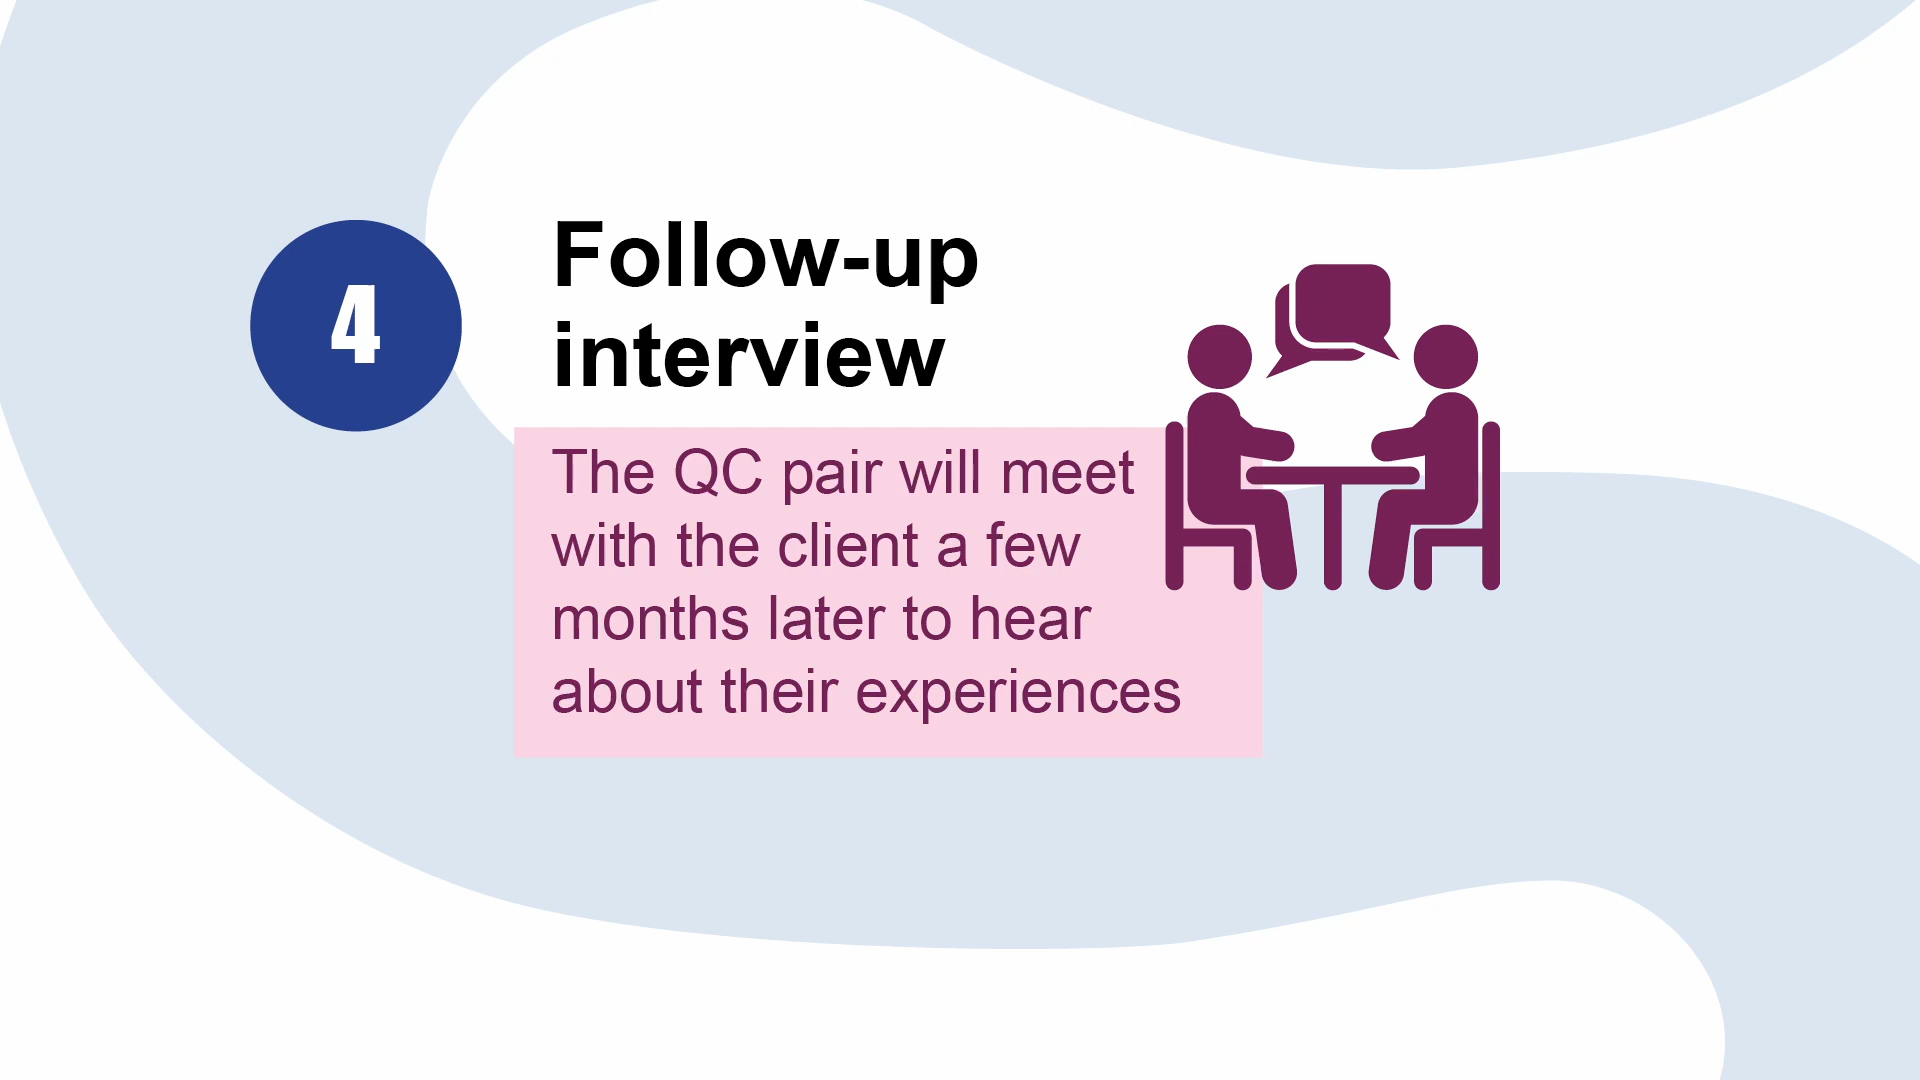 4
Follow-up
interview
The QC pair will meet
with the client a few
months later to hear
about their experiences